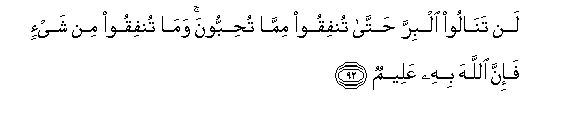 لَن تَنَالُوا۟ ٱلْبِرَّ حَتَّىٰ تُنفِقُوا۟ مِمَّا تُحِبُّونَ ۚ وَمَا تُنفِقُوا۟ مِن شَىْءٍ
فَإِنَّ ٱللَّهَ بِهِۦ عَلِيمٌ ﴿٩٢﴾